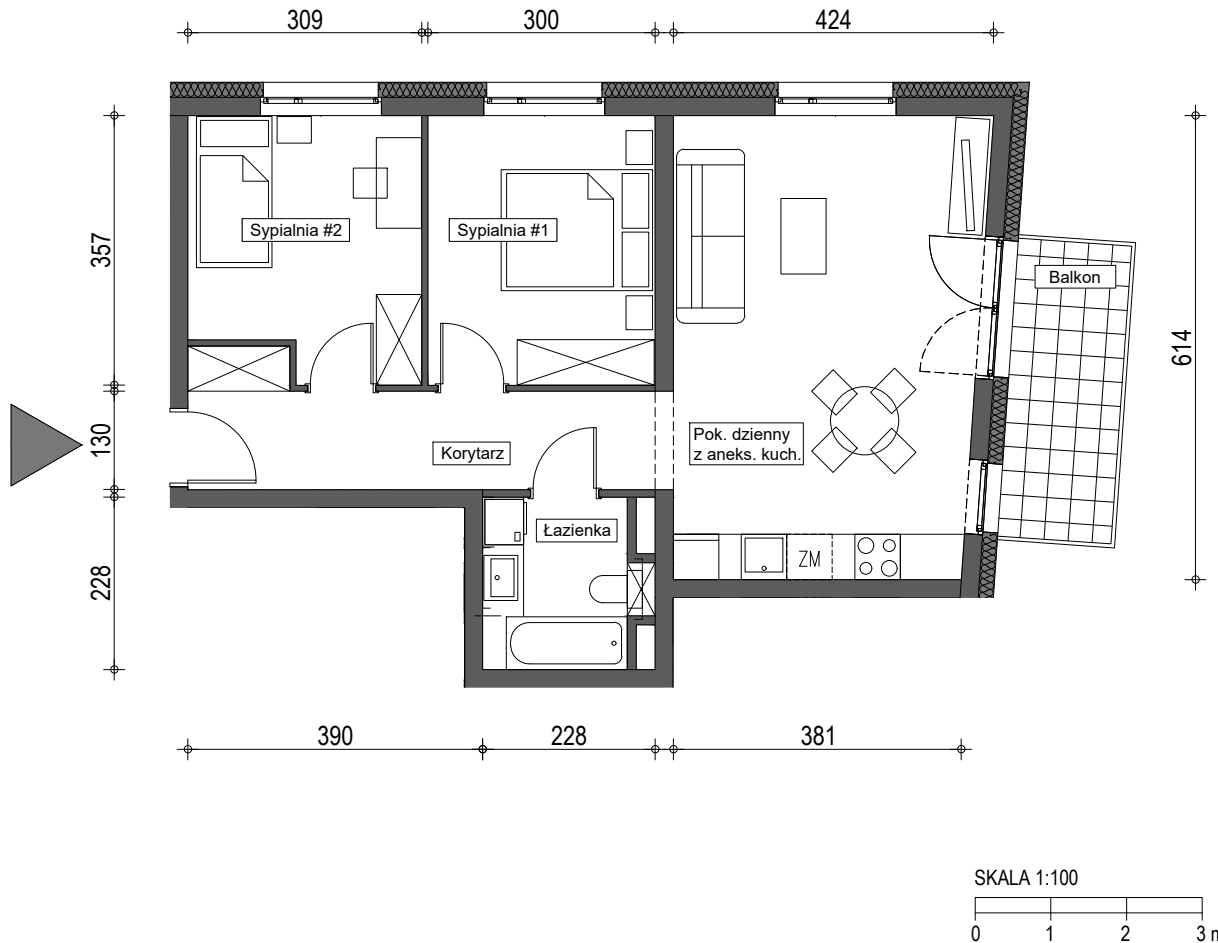 309 300 424
357
130
228
614
Sypialnia #2
Sypialnia #1
Balkon
Pok. dzienny
z aneks. kuch.
Korytarz
Łazienka
ZM
390 228 381
SKALA 1:100
0 1 2 3 m